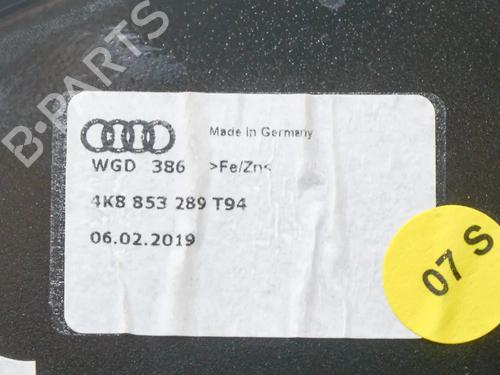 B-PARTS
Made in Germany
WGD 386 >Fe/Zn<
4K8 853 289 T94
06.02.2019
07 S